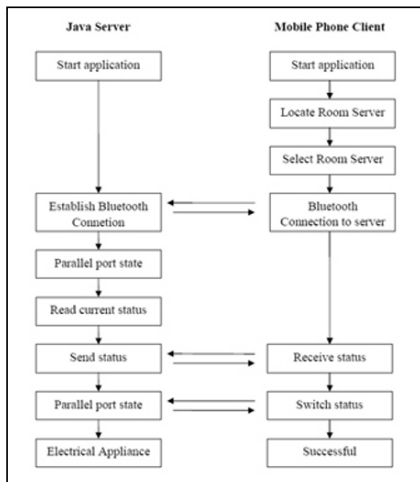 Java Server
Mobile Phone Client
Start application
Start application
Locate Room Server
Select Room Server
Establish Bluetooth
Connetion
Bluetooth
Connection to server
Parallel port state
Read current status
Send status
Receive status
Parallel port state
Switch status
Electrical Appliance
Successful